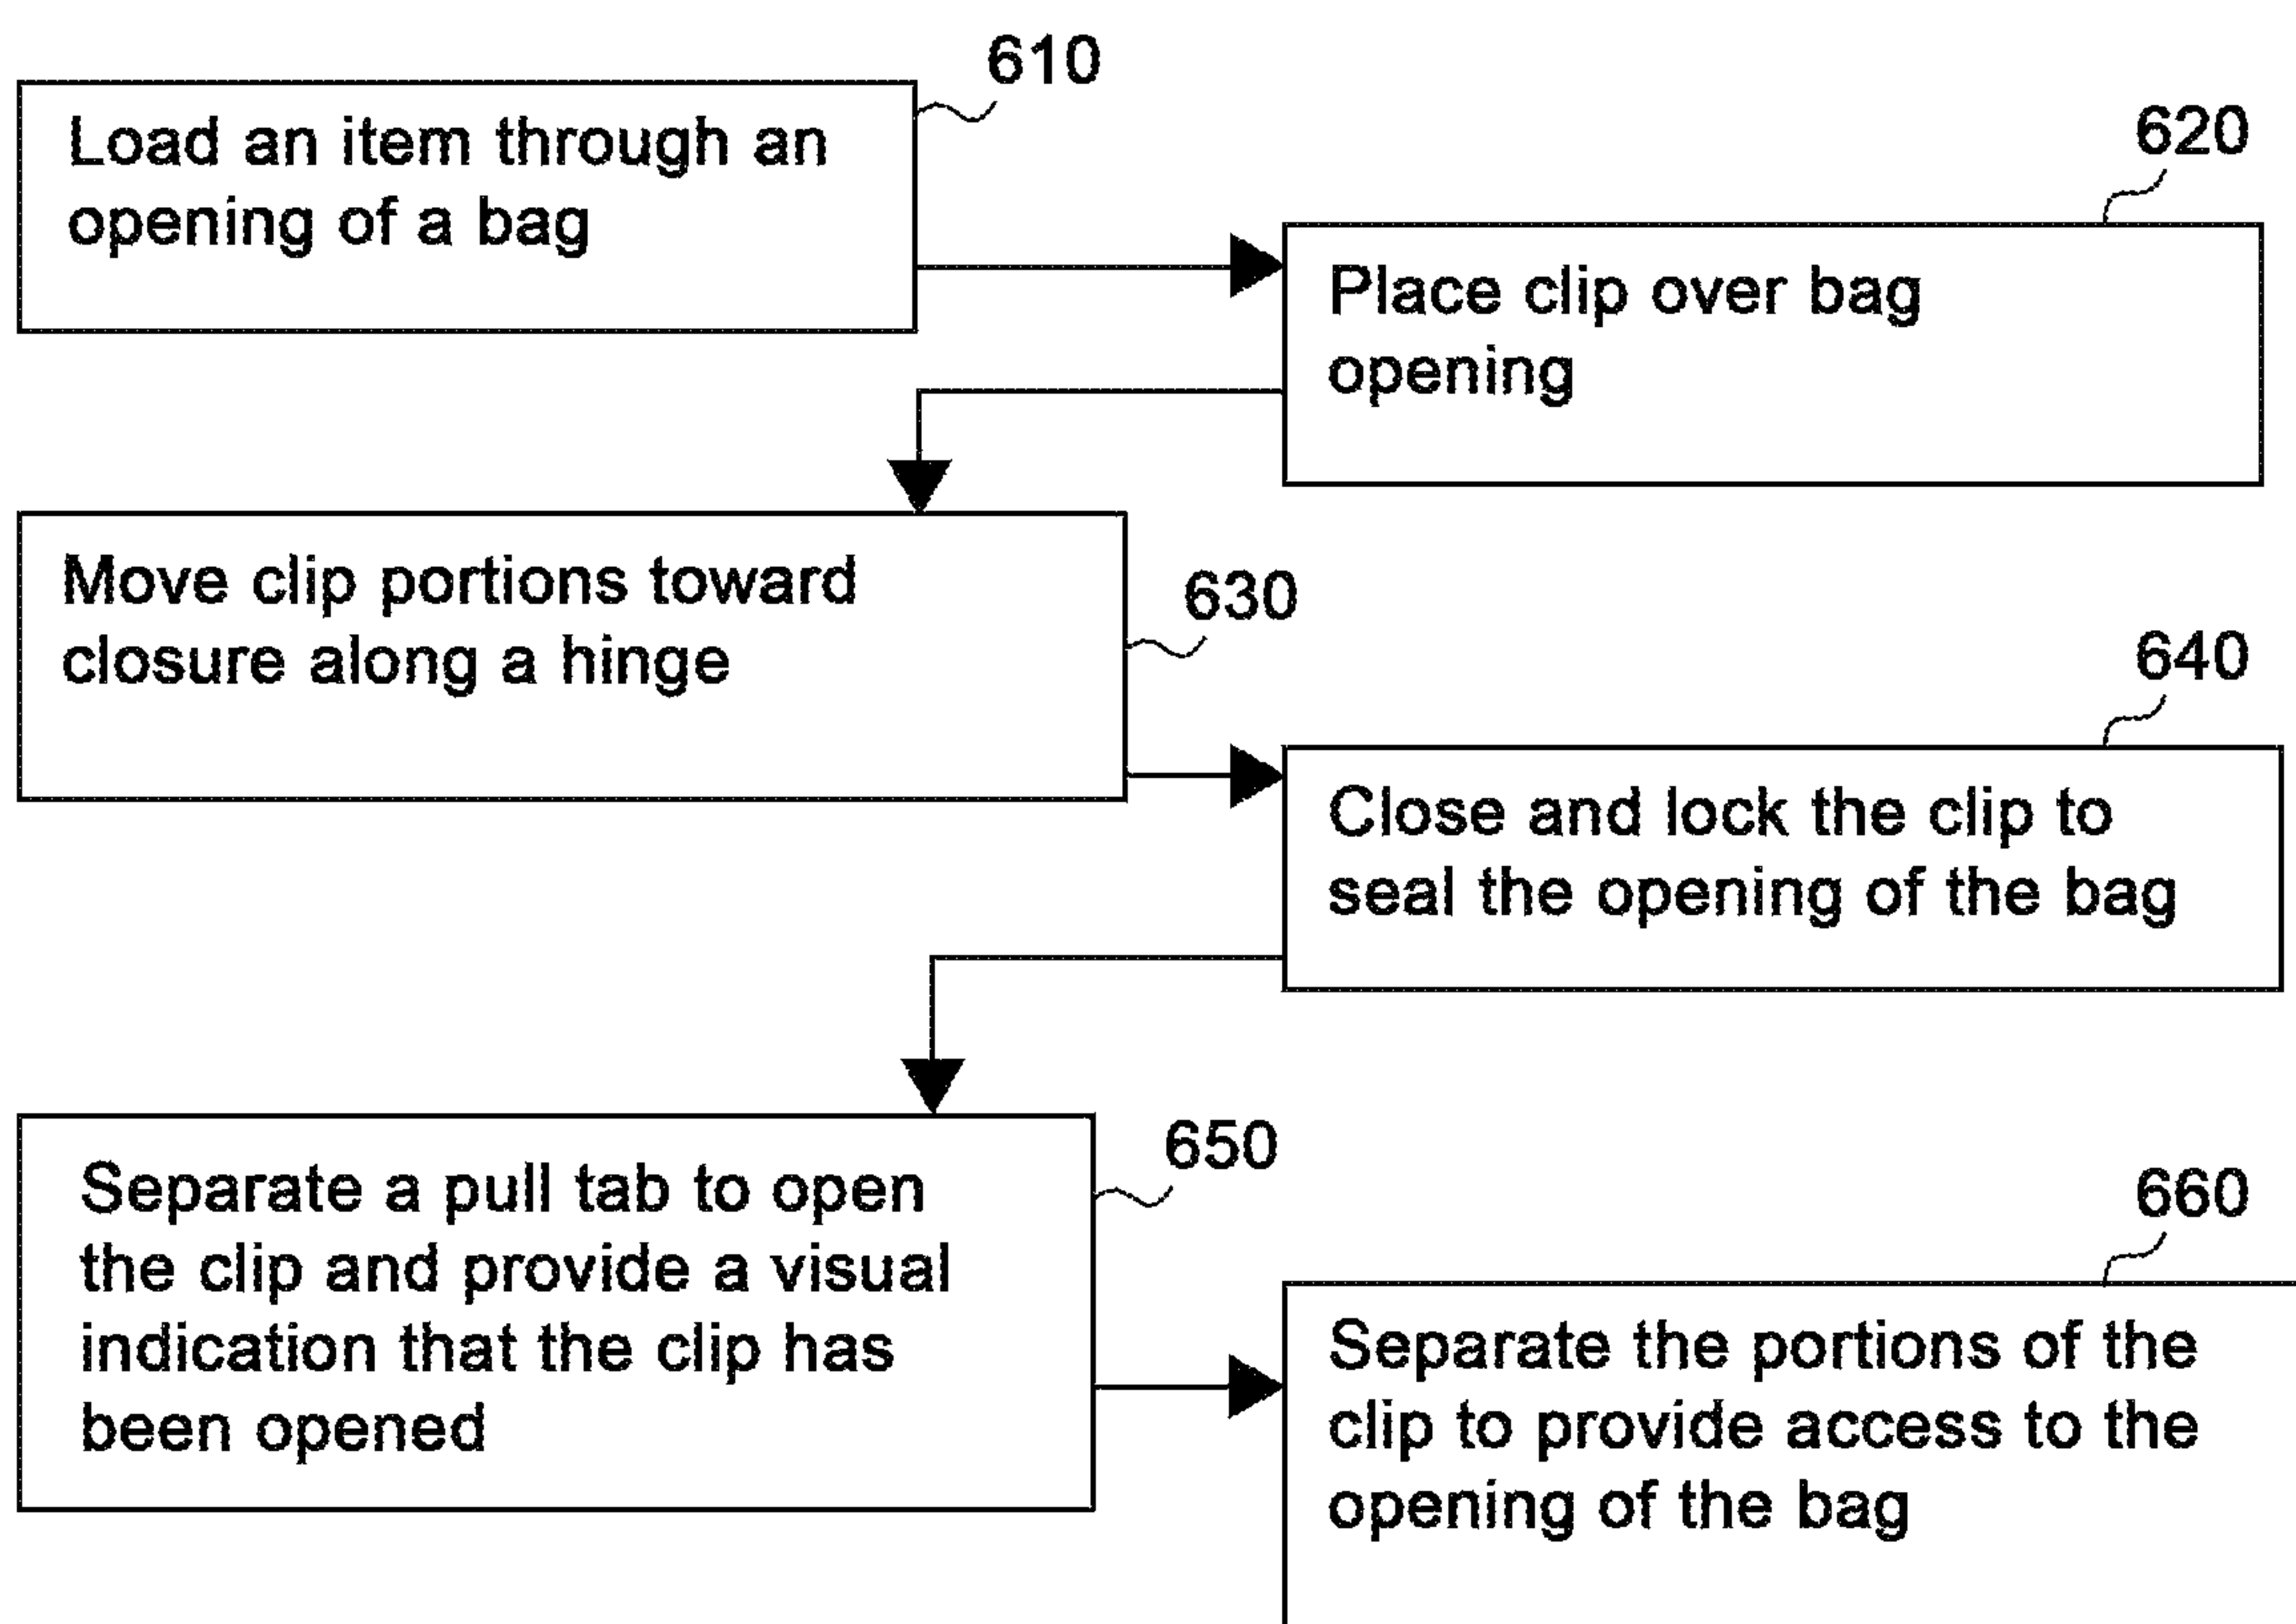 610
Load an item through an
opening of a bag
620
Place clip over bag
opening
Move clip portions toward
closure along a hinge
630
640
Close and lock the clip to
seal the opening of the bag
Separate a pull tab to open
the clip and provide a visual
indication that the clip has
been opened
650
660
Separate the portions of the
clip to provide access to the
opening of the bag